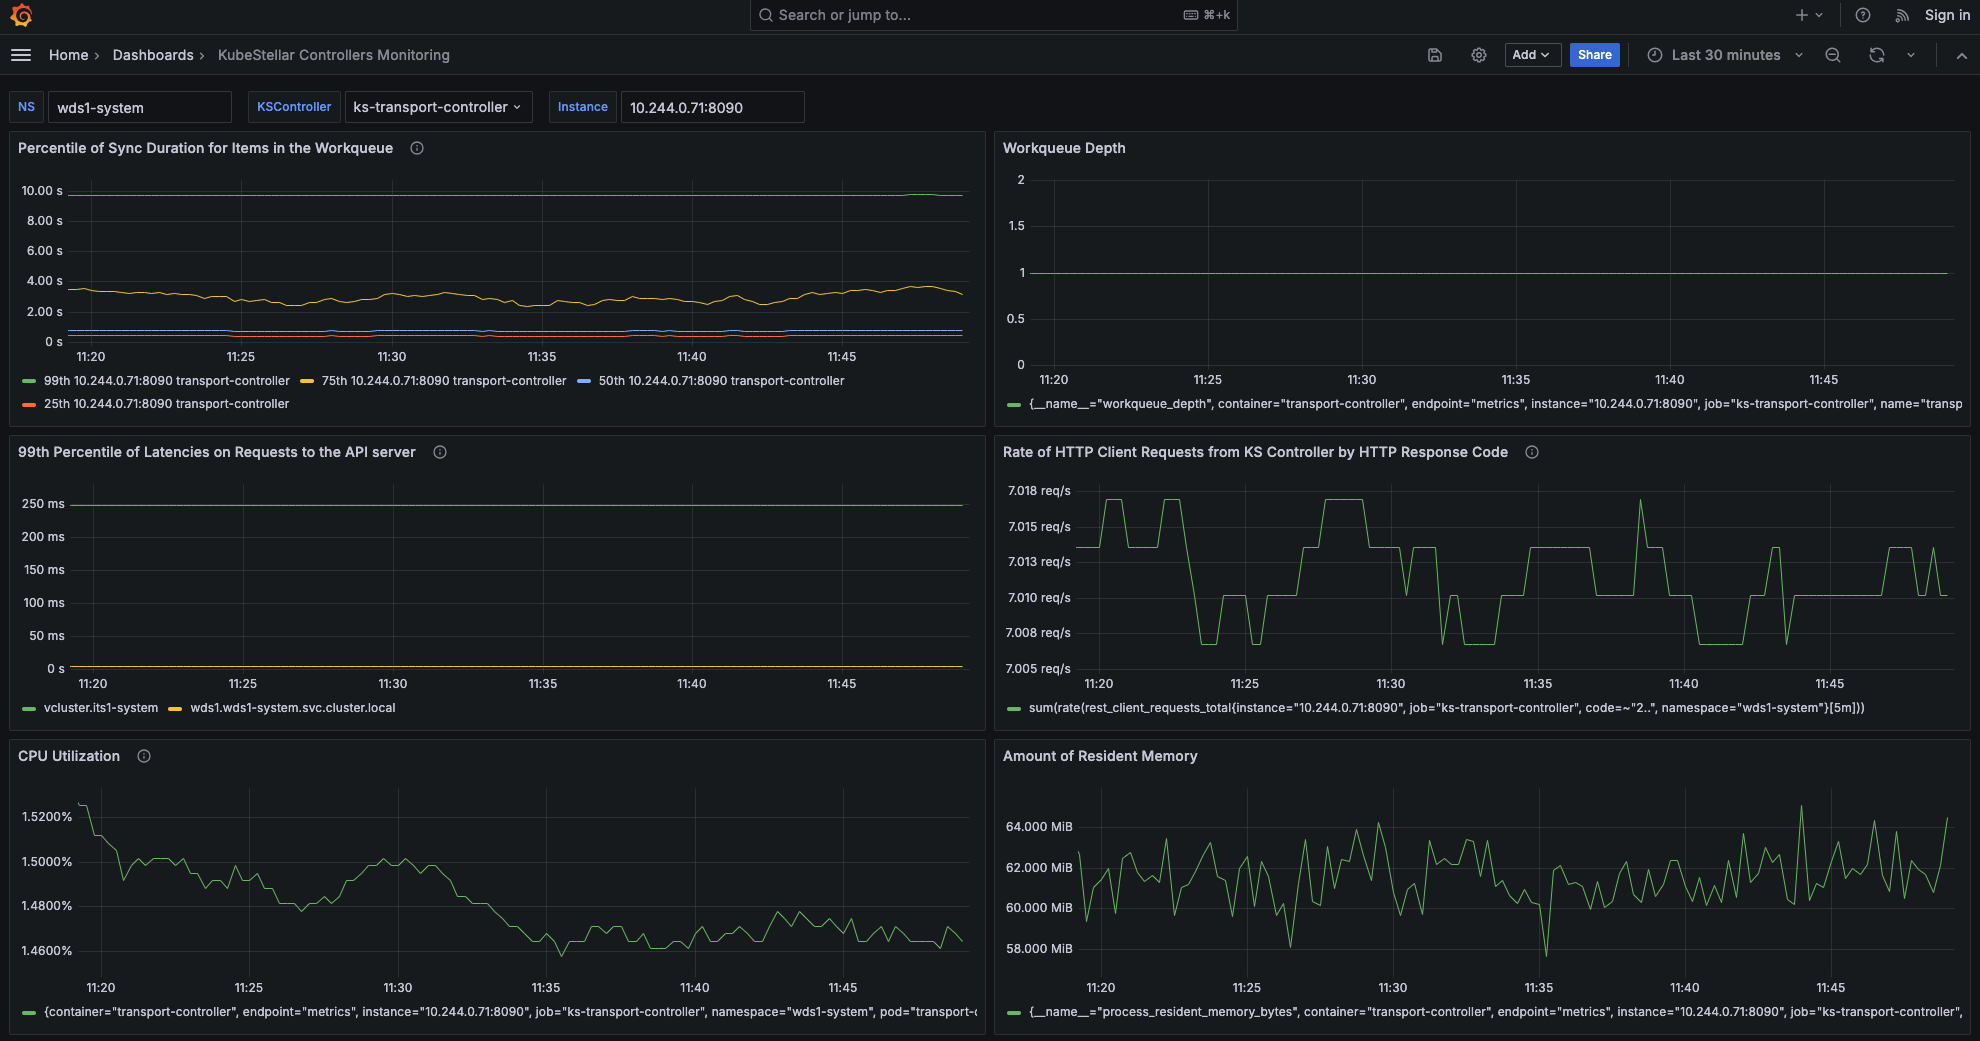 Search or jump to...
⌘+k
Sign in
Home › Dashboards › KubeStellar Controllers Monitoring
Add
Share
Last 30 minutes
NS
wds1-system
KSController
ks-transport-controller
Instance
10.244.0.71:8090
Percentile of Sync Duration for Items in the Workqueue
10.00 s
8.00 s
6.00 s
4.00 s
2.00 s
0 s
11:20 11:25 11:30 11:35 11:40 11:45
99th 10.244.0.71:8090 transport-controller 75th 10.244.0.71:8090 transport-controller 50th 10.244.0.71:8090 transport-controller
25th 10.244.0.71:8090 transport-controller
Workqueue Depth
2
1.5
1
0.5
0
11:20 11:25 11:30 11:35 11:40 11:45
{__name__="workqueue_depth", container="transport-controller", endpoint="metrics", instance="10.244.0.71:8090", job="ks-transport-controller", name="transp
99th Percentile of Latencies on Requests to the API server
250 ms
200 ms
150 ms
100 ms
50 ms
0 s
11:20 11:25 11:30 11:35 11:40 11:45
vcluster.its1-system wds1.wds1-system.svc.cluster.local
Rate of HTTP Client Requests from KS Controller by HTTP Response Code
7.018 req/s
7.015 req/s
7.013 req/s
7.010 req/s
7.008 req/s
7.005 req/s
11:20 11:25 11:30 11:35 11:40 11:45
sum(rate(rest_client_requests_total{instance="10.244.0.71:8090", job="ks-transport-controller", code=~"2..", namespace="wds1-system"}[5m]))
CPU Utilization
1.5200%
1.5000%
1.4800%
1.4600%
11:20 11:25 11:30 11:35 11:40 11:45
{container="transport-controller", endpoint="metrics", instance="10.244.0.71:8090", job="ks-transport-controller", namespace="wds1-system", pod="transport-c
Amount of Resident Memory
64.000 MiB
62.000 MiB
60.000 MiB
58.000 MiB
11:20 11:25 11:30 11:35 11:40 11:45
{__name__="process_resident_memory_bytes", container="transport-controller", endpoint="metrics", instance="10.244.0.71:8090", job="ks-transport-controller",